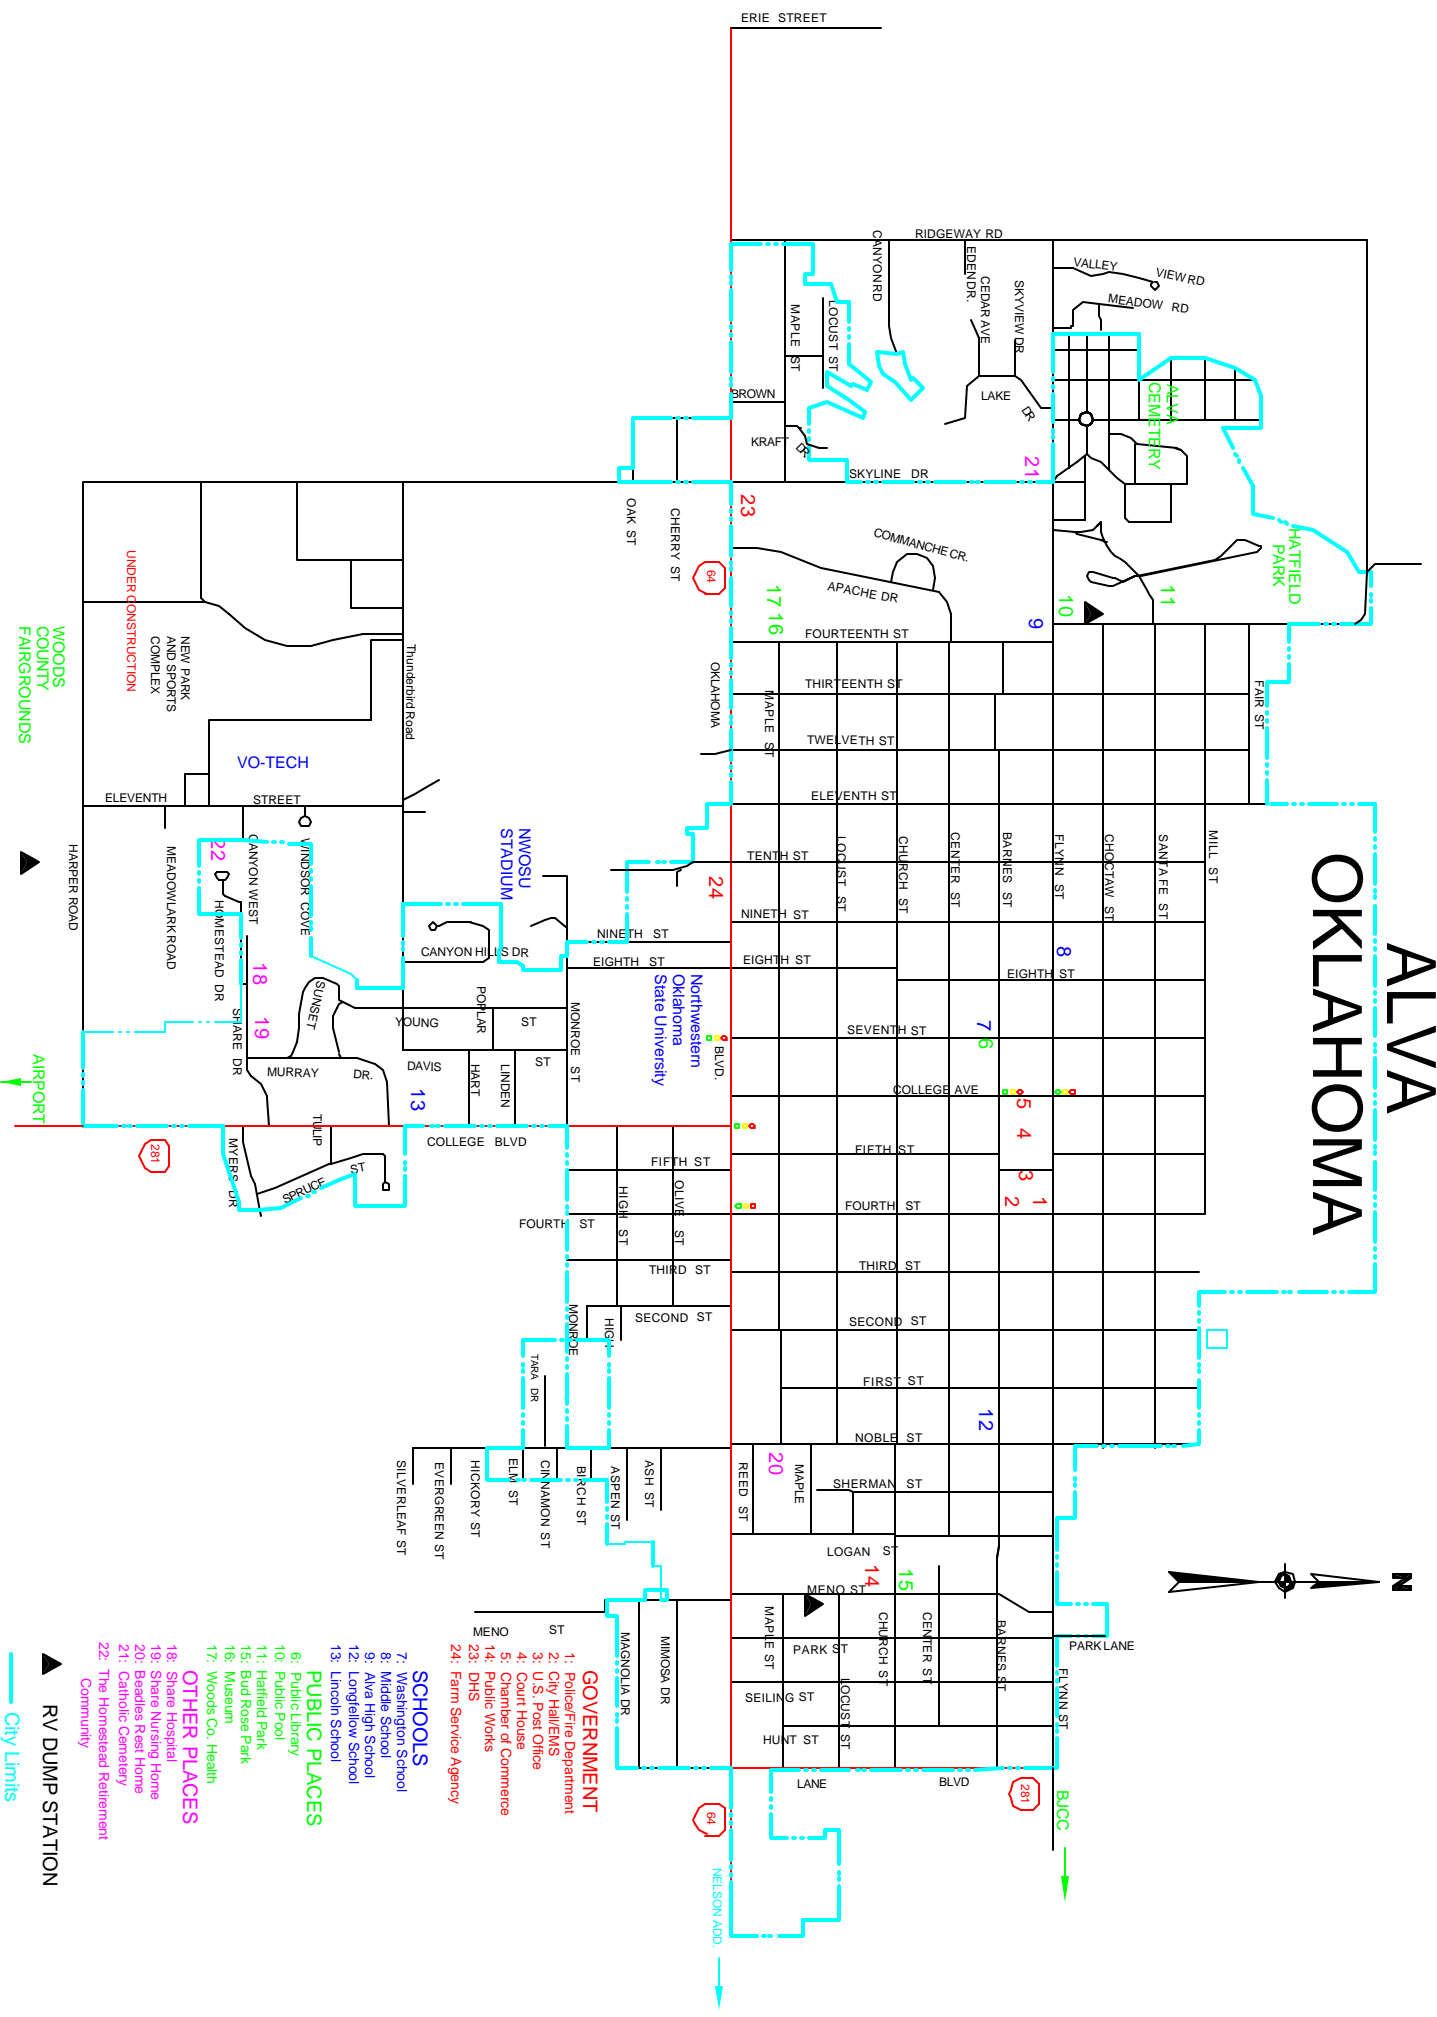 ALVA
OKLAHOMA
N
ERIE STREET
RIDGEWAY RD
VALLEY VIEW RD
MEADOW RD
CANYON RD
EDEN DR.
CEDAR AVE
SKYVIEW DR
LAKE DR
MAPLE ST
LOCUST ST
BROWN
KRAFT DR
SKYLINE DR
ALVA
CEMETERY
HATFIELD
PARK
21
23
OAK ST
CHERRY ST
64
COMMANCHE CR.
APACHE DR
17 16
9
10
11
FOURTEENTH ST
THIRTEENTH ST
TWELVETH ST
ELEVENTH ST
TENTH ST
NINETH ST
EIGHTH ST
EIGHTH ST
SEVENTH ST
COLLEGE AVE
FIFTH ST
FOURTH ST
THIRD ST
SECOND ST
FIRST ST
NOBLE ST
SHERMAN ST
LOGAN ST
MENO ST
PARK ST
SEILING ST
HUNT ST
LANE BLVD
OKLAHOMA
BLVD.
MAPLE ST
LOCUST ST
CHURCH ST
CENTER ST
BARNES ST
FLYNN ST
CHOCTAW ST
SANTA FE ST
MILL ST
FAIR ST
8
7
6
5
4
3
2
1
12
20
REED ST
MAPLE
14
15
MAPLE ST
LOCUST ST
CHURCH ST
CENTER ST
BARNES ST
FLYNN ST
PARK LANE
281
BJCC
64
NELSON ADD.
WOODS
COUNTY
FAIRGROUNDS
UNDER CONSTRUCTION
NEW PARK
AND SPORTS
COMPLEX
Thunderbird Road
VO-TECH
ELEVENTH STREET
HARPER ROAD
MEADOWLARK ROAD
CANYON WEST
WINDSOR COVE
22
HOMESTEAD DR
18
19
SHARE DR
SUNSET
MURRAY DR.
AIRPORT
281
MYERS DR
TULIP
SPRUCE ST
NWOSU
STADIUM
CANYON HILLS DR
24
NINETH ST
EIGHTH ST
Northwestern
Oklahoma
State University
YOUNG ST
POPLAR
DAVIS ST
HART
LINDEN
MONROE ST
13
COLLEGE BLVD
FIFTH ST
FOURTH ST
HIGH ST
OLIVE ST
THIRD ST
SECOND ST
MONROE
HIGH
TARA DR
SILVERLEAF ST
EVERGREEN ST
HICKORY ST
ELM ST
CINNAMON ST
BIRCH ST
ASPEN ST
ASH ST
MENO ST
MAGNOLIA DR
MIMOSA DR
GOVERNMENT
1: Police/Fire Department
2: City Hall/EMS
3: U.S. Post Office
4: Court House
5: Chamber of Commerce
14: Public Works
23: DHS
24: Farm Service Agency
SCHOOLS
7: Washington School
8: Middle School
9: Alva High School
12: Longfellow School
13: Lincoln School
PUBLIC PLACES
6: Public Library
10: Public Pool
11: Hatfield Park
15: Bud Rose Park
16: Museum
17: Woods Co. Health
OTHER PLACES
18: Share Hospital
19: Share Nursing Home
20: Beadles Rest Home
21: Catholic Cemetery
22: The Homestead Retirement
Community
RV DUMP STATION
City Limits